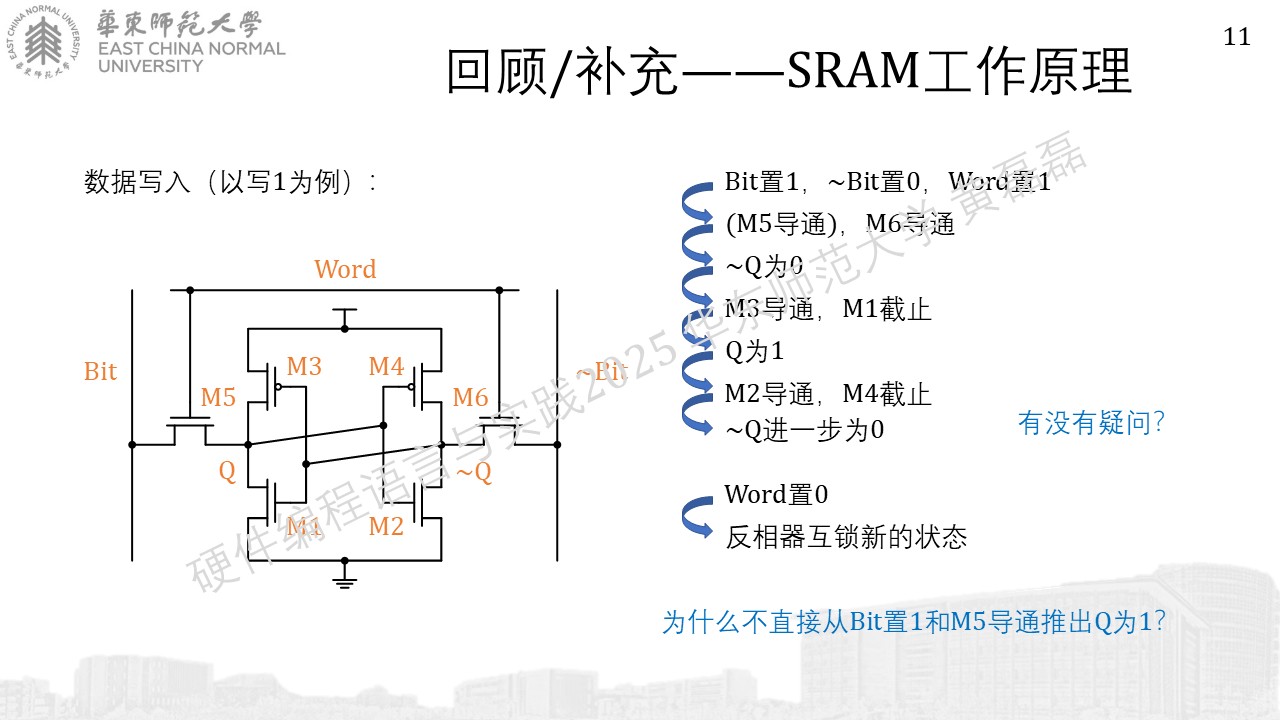 華東師範大學
EAST CHINA NORMAL
UNIVERSITY
EAST CHINA NORMAL UNIVERSITY
華東師范大學
11
回顾/补充——SRAM工作原理
数据写入（以写1为例）:
Word
Bit
M3
M4
~Bit
M5
M6
Q
~Q
M1
M2
Bit置1，~Bit置0，Word置1
(M5导通)，M6导通
~Q为0
M3导通，M1截止
Q为1
M2导通，M4截止
~Q进一步为0
有没有疑问?
Word置0
反相器互锁新的状态
为什么不直接从Bit置1和M5导通推出Q为1?
硬件编程语言与实践2025 华东师范大学 黄磊磊